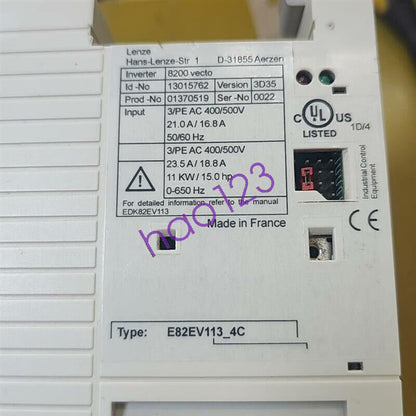 Lenze
Hans-Lenze-Str 1 D-31855 Aerzen
Inverter 8200 vecto
Id -No 13015762 Version 3D35
Prod -No 01370519 Ser -No 0022
Input 3/PE AC 400/500V
21.0 A / 16.8 A
50/60 Hz
3/PE AC 400/500V
23.5 A / 18.8 A
11 KW / 15.0 hp
0-650 Hz
For detailed information refer to the manual
EDK82EV113
Made in France
C UL US
LISTED 1D/4
Industrial Control
Equipment
CE
hao123
Type: E82EV113_4C